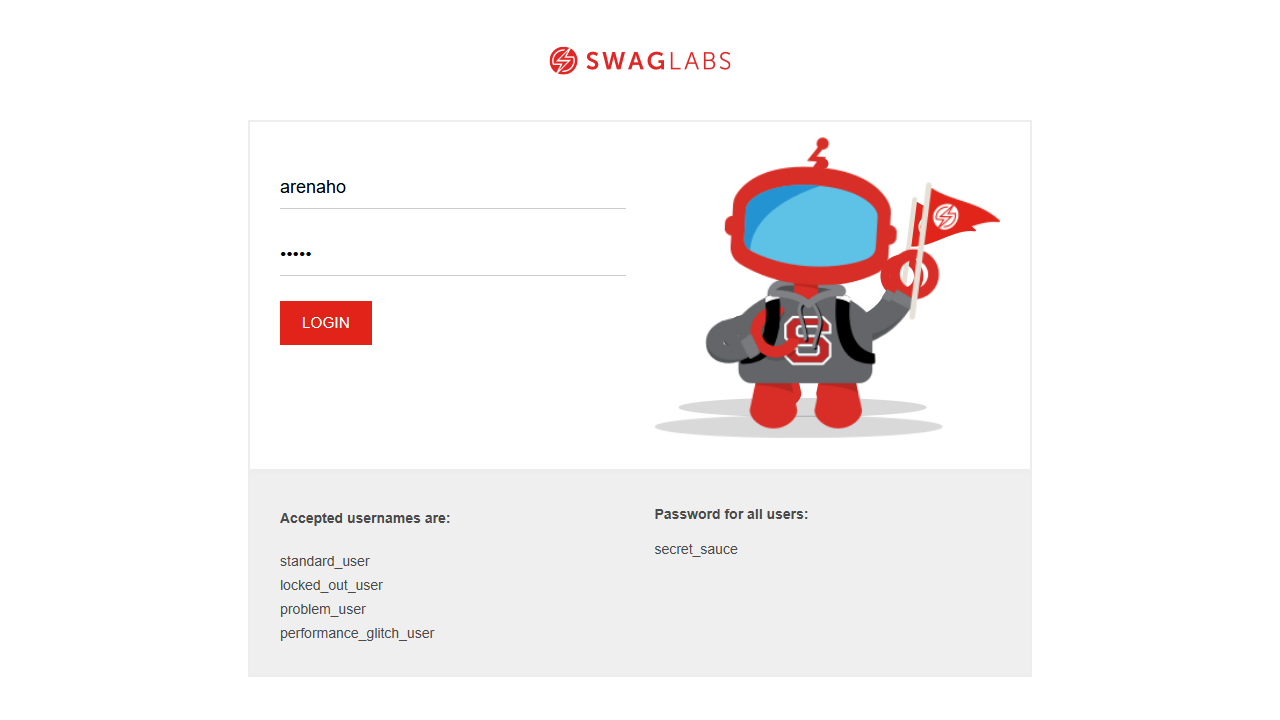 SWAGLABS
arenaho
•••••
LOGIN
S
Accepted usernames are:
standard_user
locked_out_user
problem_user
performance_glitch_user
Password for all users:
secret_sauce